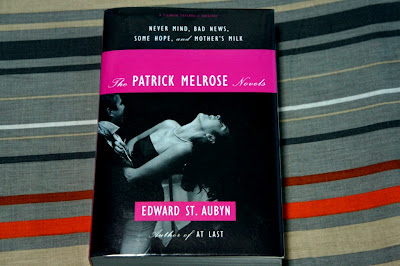 NEVER MIND, BAD NEWS,
SOME HOPE, and MOTHER'S MILK
The PATRICK MELROSE Novels
EDWARD ST. AUBYN
Author of AT LAST